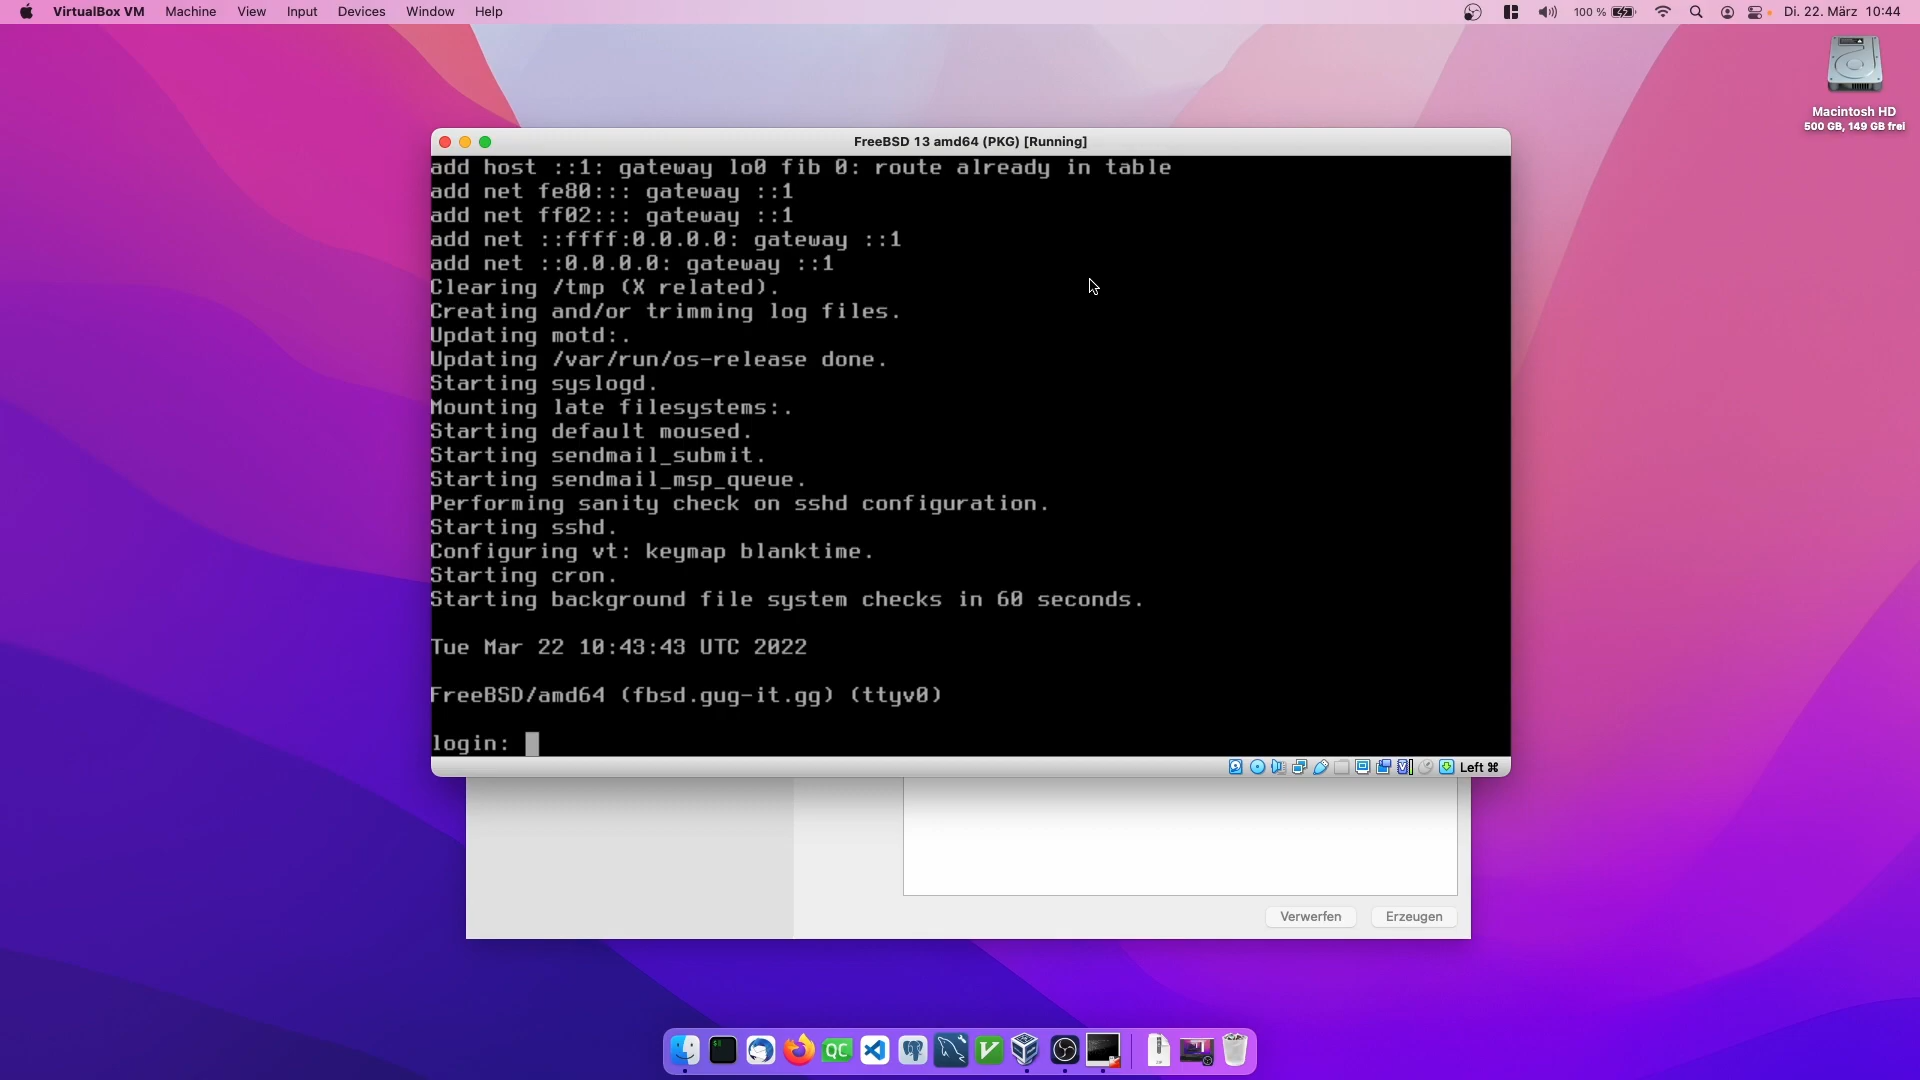 VirtualBox VM Machine View Input Devices Window Help 100 % Di. 22. März 10:44
Macintosh HD
500 GB, 149 GB frei
FreeBSD 13 amd64 (PKG) [Running]
add host ::1: gateway lo0 fib 0: route already in table
add net fe80::: gateway ::1
add net ff02::: gateway ::1
add net ::ffff:0.0.0.0: gateway ::1
add net ::0.0.0.0: gateway ::1
Clearing /tmp (X related).
Creating and/or trimming log files.
Updating motd:.
Updating /var/run/os-release done.
Starting syslogd.
Mounting late filesystems:.
Starting default moused.
Starting sendmail_submit.
Starting sendmail_msp_queue.
Performing sanity check on sshd configuration.
Starting sshd.
Configuring vt: keymap blanktime.
Starting cron.
Starting background file system checks in 60 seconds.
Tue Mar 22 10:43:43 UTC 2022
FreeBSD/amd64 (fbsd.gug-it.gg) (ttyv0)
login:
Left ⌘
Verwerfen Erzeugen
QC